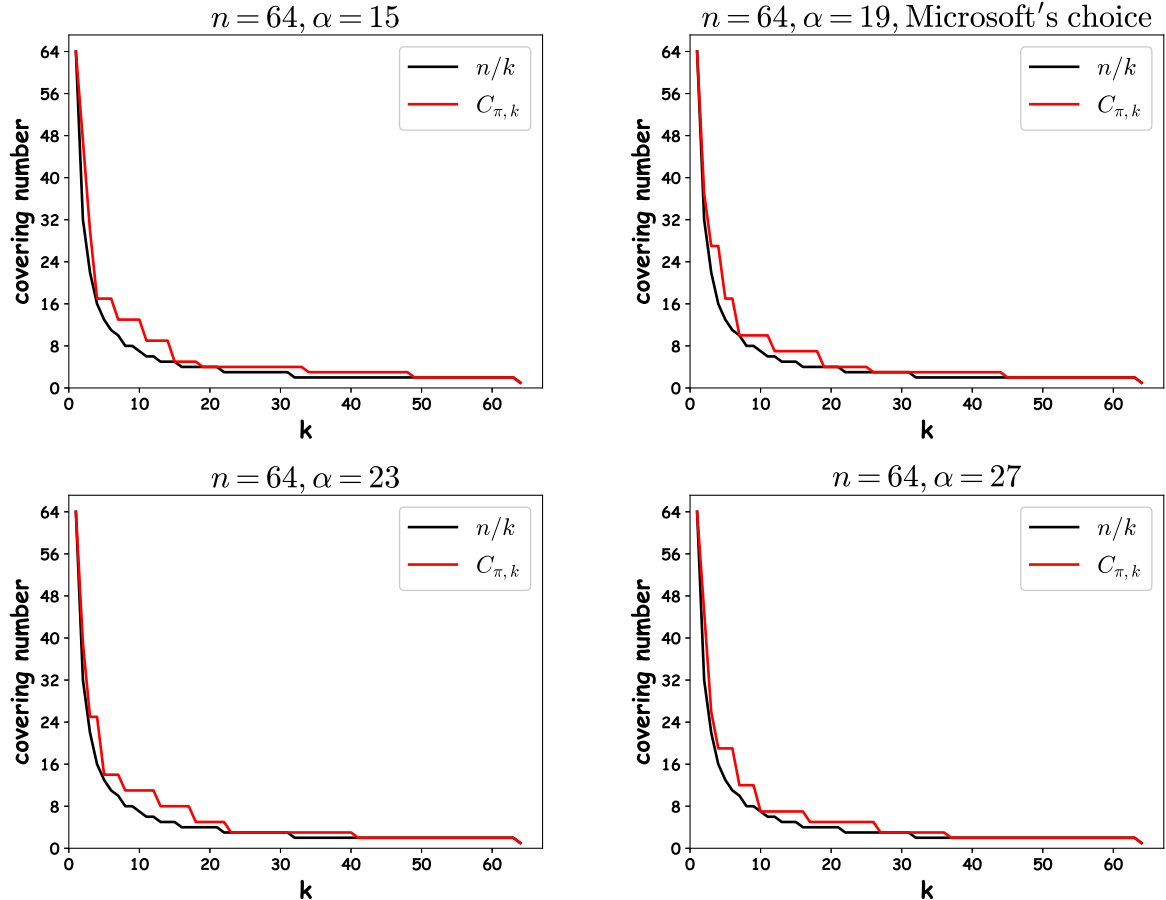 n = 64, α = 15
64
56
48
40
32
24
16
8
0
covering number
n/k
C_{π, k}
0 10 20 30 40 50 60
k
n = 64, α = 19, Microsoft′s choice
64
56
48
40
32
24
16
8
0
covering number
n/k
C_{π, k}
0 10 20 30 40 50 60
k
n = 64, α = 23
64
56
48
40
32
24
16
8
0
covering number
n/k
C_{π, k}
0 10 20 30 40 50 60
k
n = 64, α = 27
64
56
48
40
32
24
16
8
0
covering number
n/k
C_{π, k}
0 10 20 30 40 50 60
k